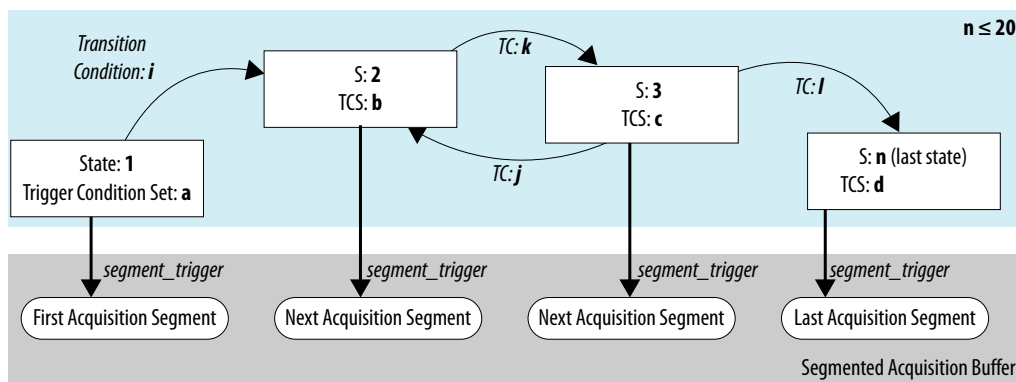 n ≤ 20
Transition
Condition: i
TC: k
S: 2
TCS: b
S: 3
TCS: c
TC: l
TC: j
State: 1
Trigger Condition Set: a
S: n (last state)
TCS: d
segment_trigger
segment_trigger
segment_trigger
segment_trigger
First Acquisition Segment
Next Acquisition Segment
Next Acquisition Segment
Last Acquisition Segment
Segmented Acquisition Buffer